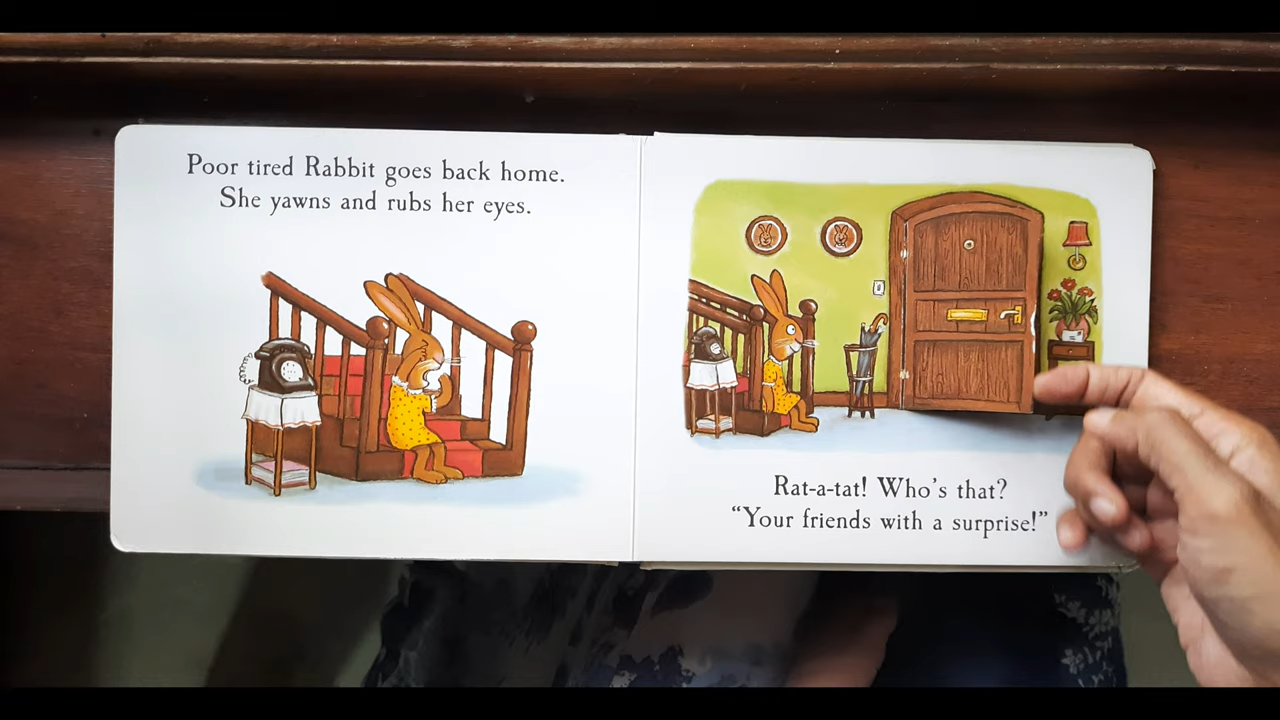 Poor tired Rabbit goes back home.
She yawns and rubs her eyes.
Rat-a-tat! Who's that?
“Your friends with a surprise!”